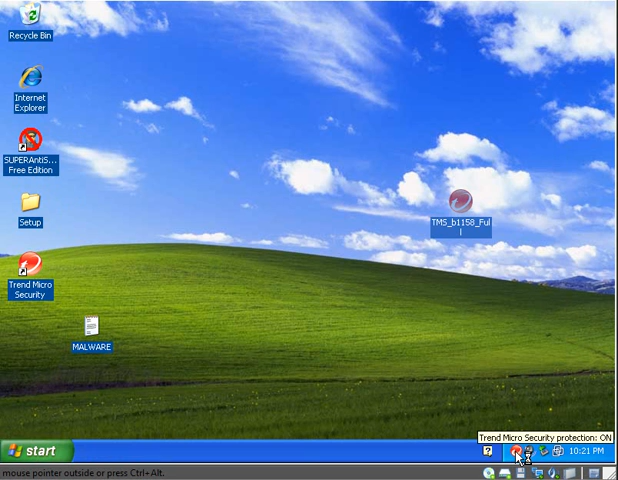 Recycle Bin
Internet
Explorer
SUPERAntiS...
Free Edition
Setup
Trend Micro
Security
MALWARE
TMS_b1158_Ful
l
Trend Micro Security protection: ON
start
?
10:21 PM
mouse pointer outside or press Ctrl+Alt.